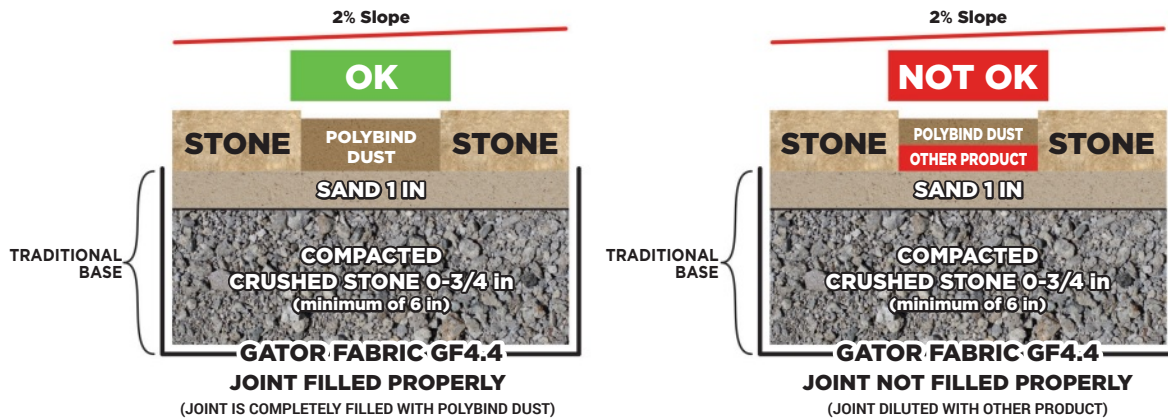 2% Slope
OK
STONE
POLYBIND
DUST
STONE
SAND 1 IN
TRADITIONAL
BASE
COMPACTED
CRUSHED STONE 0-3/4 in
(minimum of 6 in)
GATOR FABRIC GF4.4
JOINT FILLED PROPERLY
(JOINT IS COMPLETELY FILLED WITH POLYBIND DUST)
2% Slope
NOT OK
STONE
POLYBIND DUST
OTHER PRODUCT
STONE
SAND 1 IN
TRADITIONAL
BASE
COMPACTED
CRUSHED STONE 0-3/4 in
(minimum of 6 in)
GATOR FABRIC GF4.4
JOINT NOT FILLED PROPERLY
(JOINT DILUTED WITH OTHER PRODUCT)